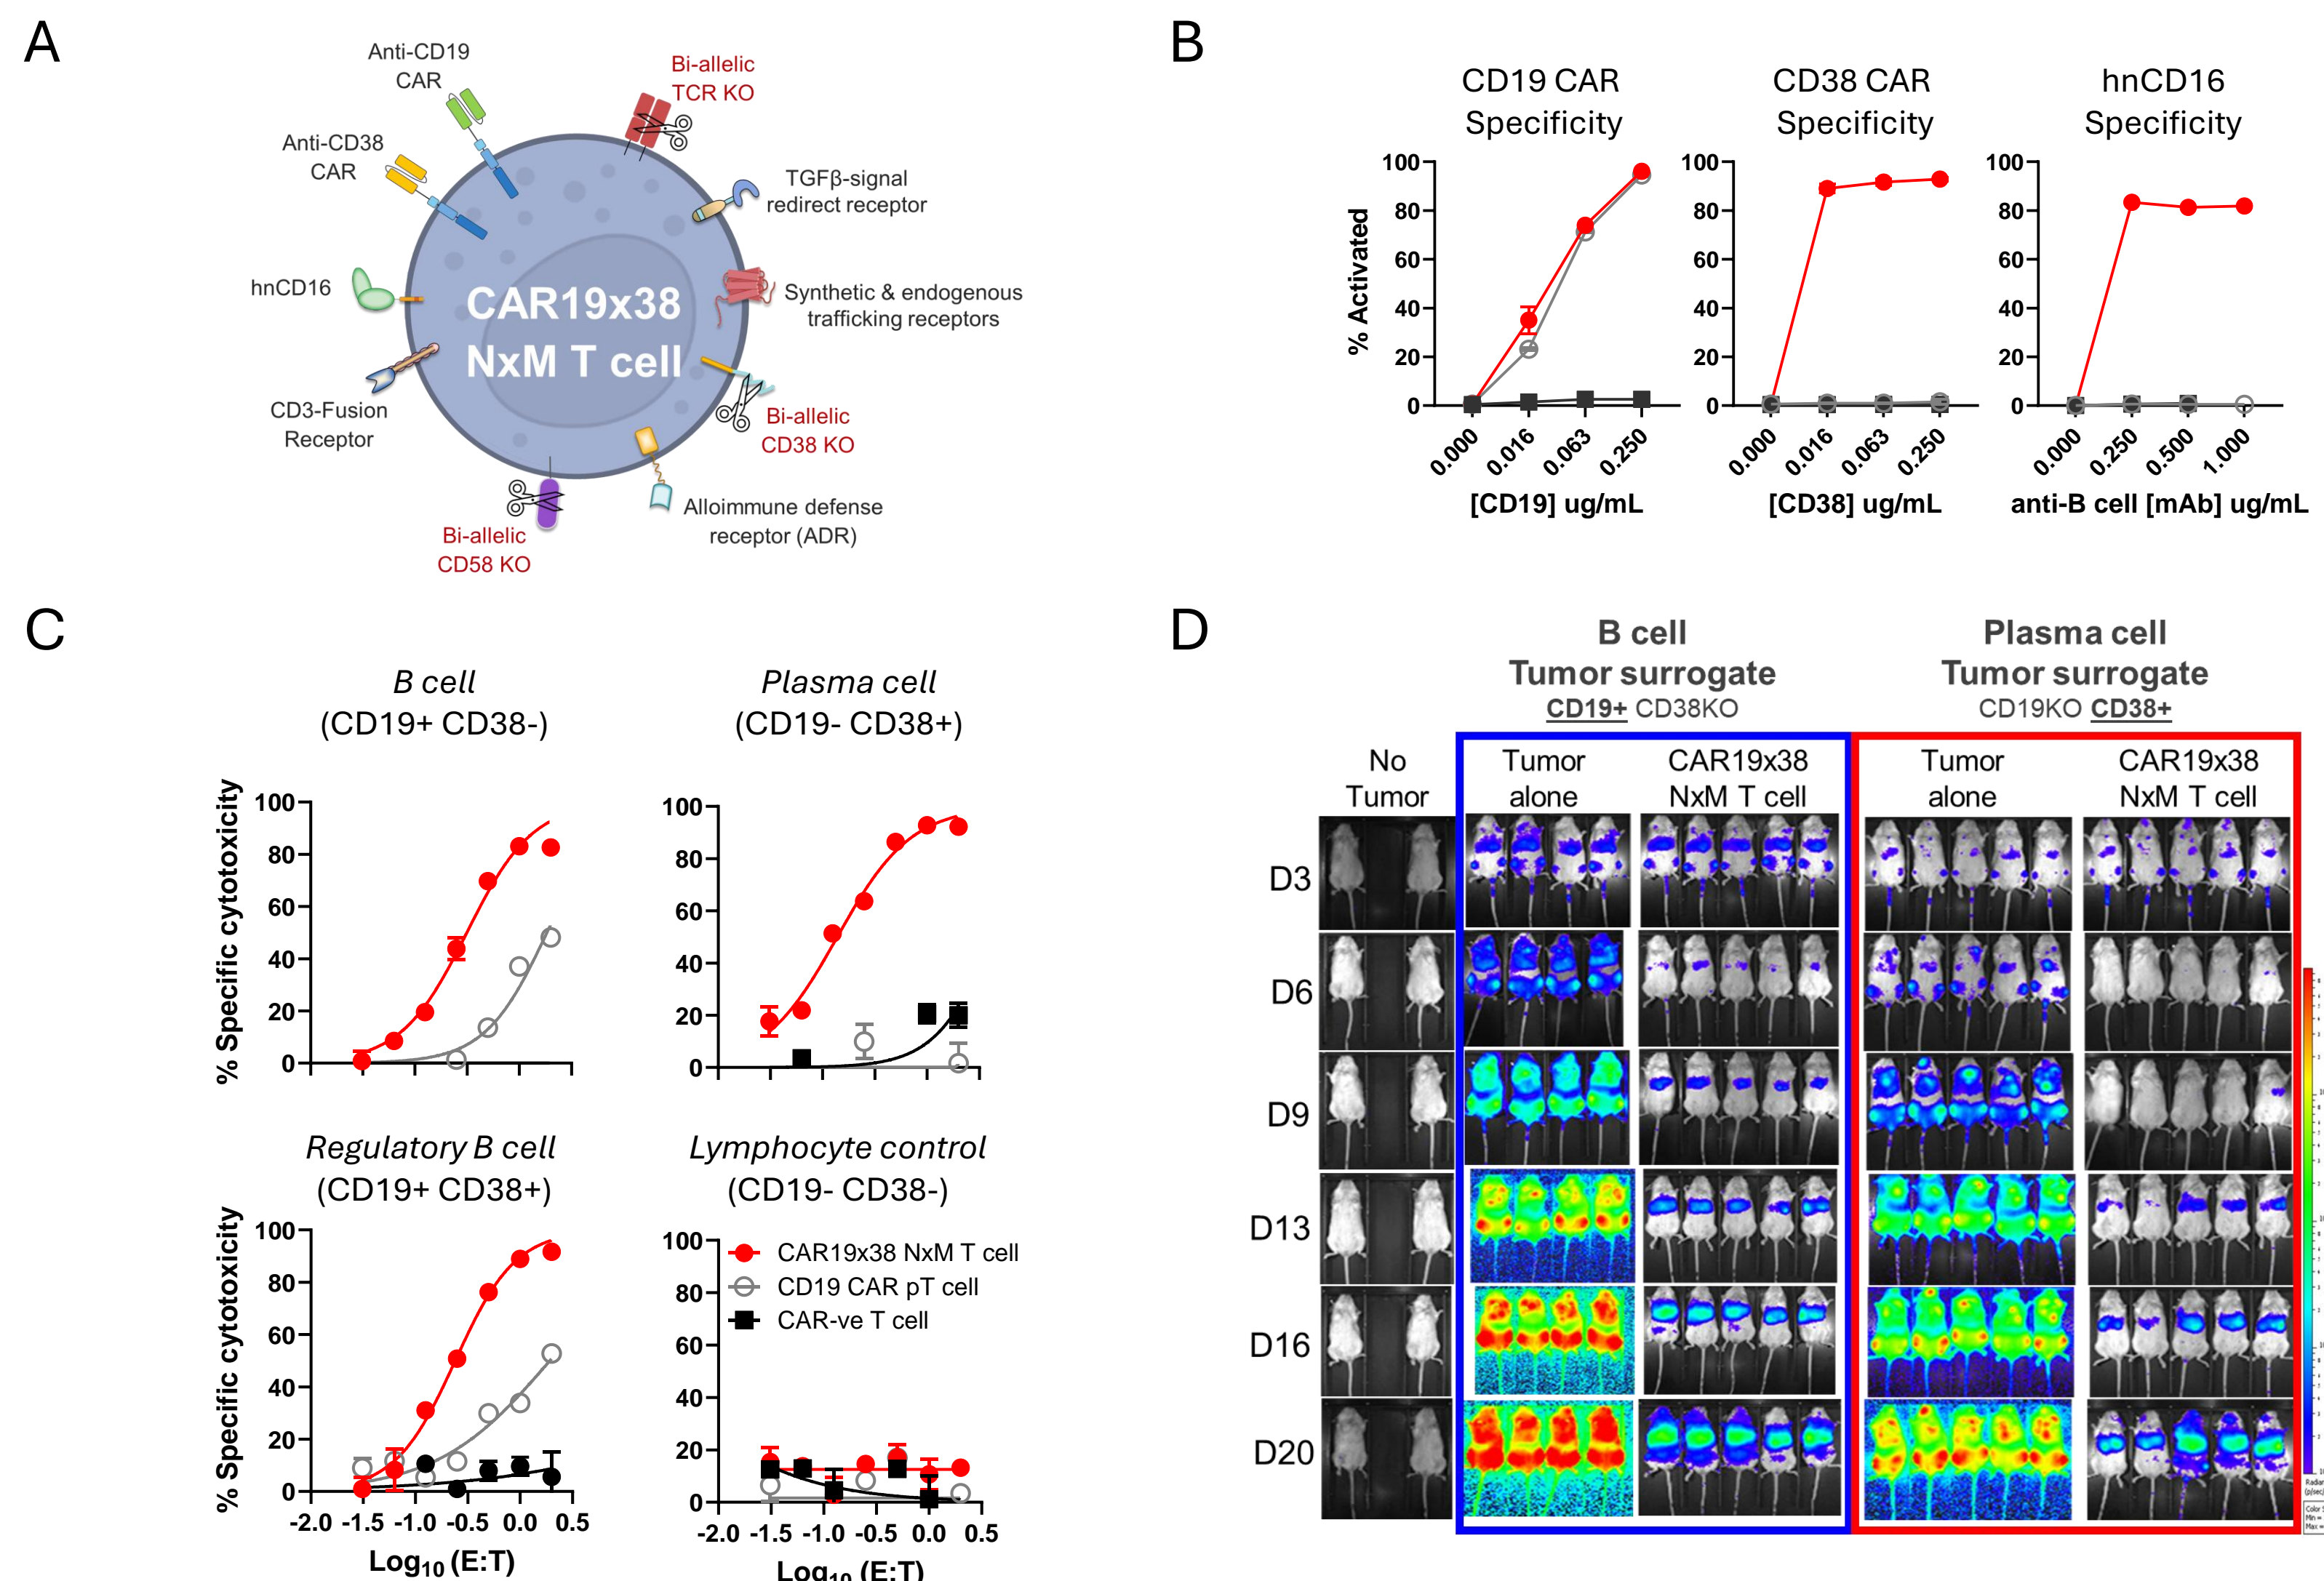 A
Anti-CD19
CAR
Bi-allelic
TCR KO
Anti-CD38
CAR
TGFβ-signal
redirect receptor
hnCD16
CAR19x38
NxM T cell
Synthetic & endogenous
trafficking receptors
CD3-Fusion
Receptor
Bi-allelic
CD38 KO
Bi-allelic
CD58 KO
Alloimmune defense
receptor (ADR)
B
CD19 CAR
Specificity
CD38 CAR
Specificity
hnCD16
Specificity
% Activated
100
80
60
40
20
0
0.000
0.016
0.063
0.250
[CD19] ug/mL
100
80
60
40
20
0
0.000
0.016
0.063
0.250
[CD38] ug/mL
100
80
60
40
20
0
0.000
0.250
0.500
1.000
anti-B cell [mAb] ug/mL
C
B cell
(CD19+ CD38-)
% Specific cytotoxicity
100
80
60
40
20
0
Plasma cell
(CD19- CD38+)
100
80
60
40
20
0
Regulatory B cell
(CD19+ CD38+)
% Specific cytotoxicity
100
80
60
40
20
0
-2.0 -1.5 -1.0 -0.5 0.0 0.5
Log10 (E:T)
Lymphocyte control
(CD19- CD38-)
100
80
60
40
20
0
CAR19x38 NxM T cell
CD19 CAR pT cell
CAR-ve T cell
-2.0 -1.5 -1.0 -0.5 0.0 0.5
Log10 (E:T)
D
B cell
Tumor surrogate
CD19+ CD38KO
Plasma cell
Tumor surrogate
CD19KO CD38+
No
Tumor
Tumor
alone
CAR19x38
NxM T cell
Tumor
alone
CAR19x38
NxM T cell
D3
D6
D9
D13
D16
D20